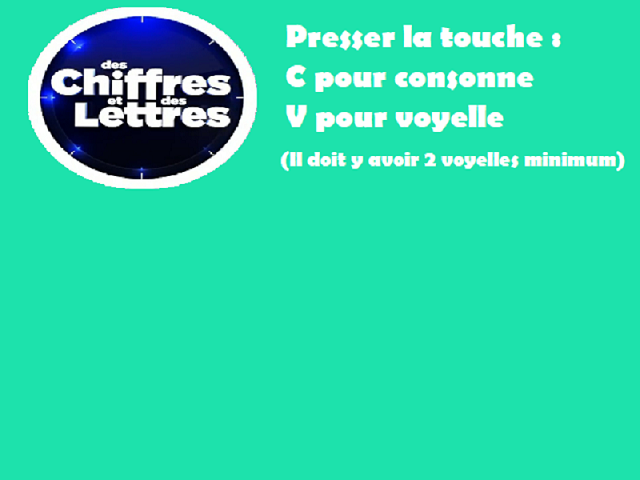 des
Chiffres
et des
Lettres
Presser la touche :
C pour consonne
V pour voyelle
(Il doit y avoir 2 voyelles minimum)